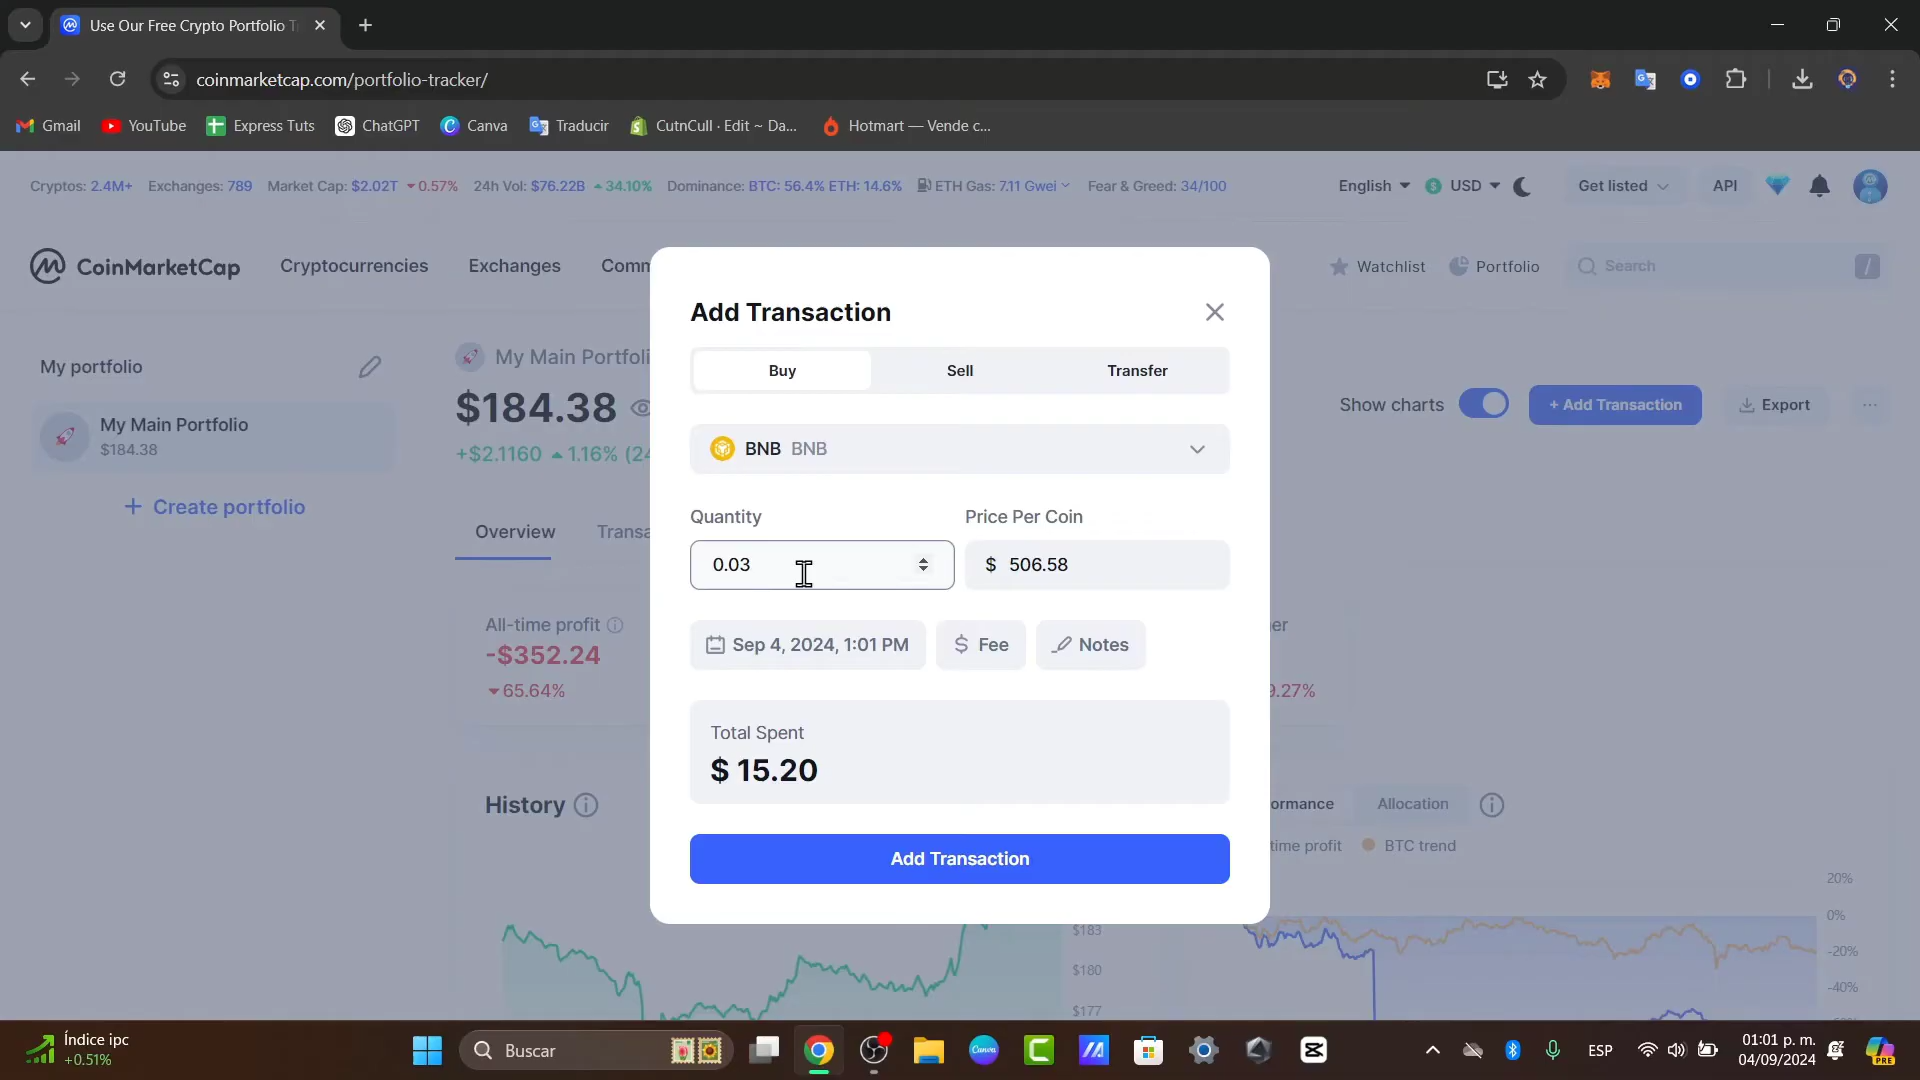 Use Our Free Crypto Portfolio T
coinmarketcap.com/portfolio-tracker/
Gmail YouTube Express Tuts ChatGPT Canva Traducir CutnCull · Edit ~ Da... Hotmart — Vende c...
Cryptos: 2.4M+ Exchanges: 789 Market Cap: $2.02T 0.57% 24h Vol: $76.22B 34.10% Dominance: BTC: 56.4% ETH: 14.6% ETH Gas: 7.11 Gwei Fear & Greed: 34/100 English USD Get listed API
CoinMarketCap Cryptocurrencies Exchanges Comm Watchlist Portfolio Search /
My portfolio
My Main Portfolio
$184.38
+ Create portfolio
My Main Portfoli
$184.38
+$2.1160 1.16% (24
Show charts + Add Transaction Export ...
Overview Transa
All-time profit
-$352.24
65.64%
er
9.27%
Add Transaction
Buy Sell Transfer
BNB BNB
Quantity Price Per Coin
0.03 $ 506.58
Sep 4, 2024, 1:01 PM $ Fee Notes
Total Spent
$ 15.20
Add Transaction
History
$183
$180
$177
ormance Allocation
time profit BTC trend
20%
0%
-20%
-40%
Índice ipc
+0.51%
Buscar
ESP
01:01 p. m.
04/09/2024
PRE